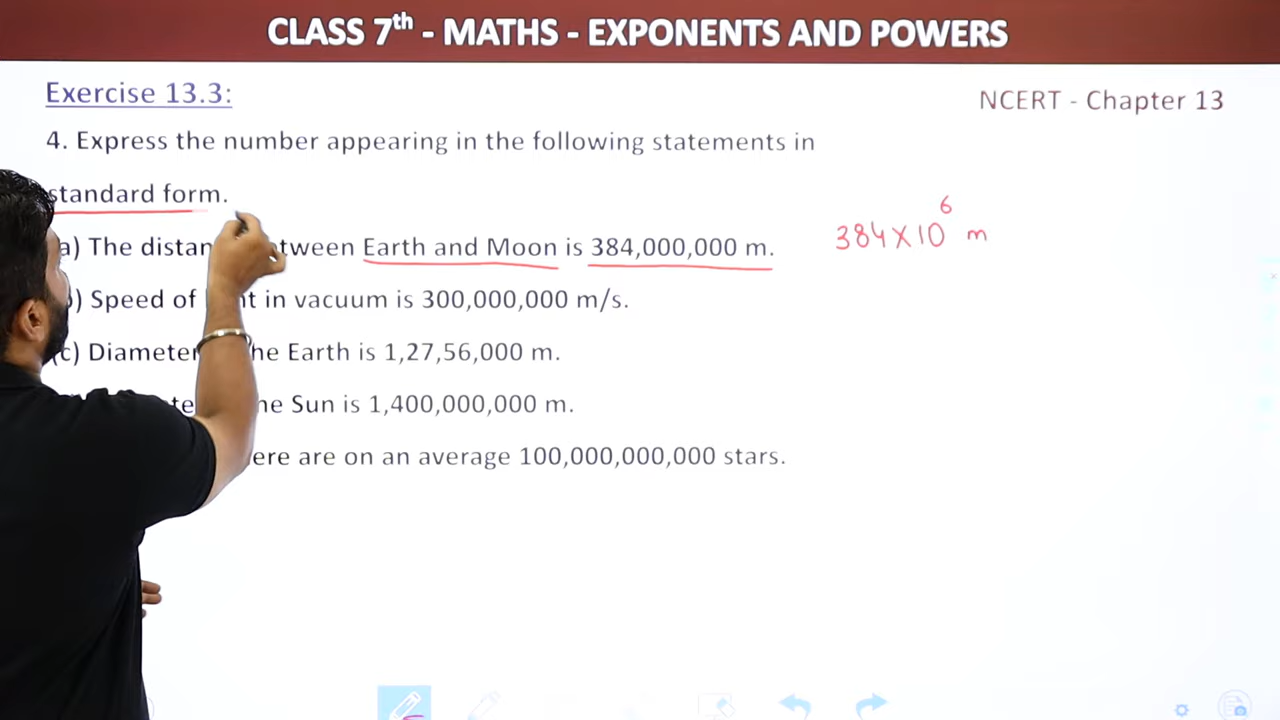 CLASS 7th - MATHS - EXPONENTS AND POWERS
Exercise 13.3:
NCERT - Chapter 13
4. Express the number appearing in the following statements in
standard form.
384 X 10^6 m
a) The distan tween Earth and Moon is 384,000,000 m.
) Speed of t in vacuum is 300,000,000 m/s.
(c) Diameter he Earth is 1,27,56,000 m.
te he Sun is 1,400,000,000 m.
ere are on an average 100,000,000,000 stars.